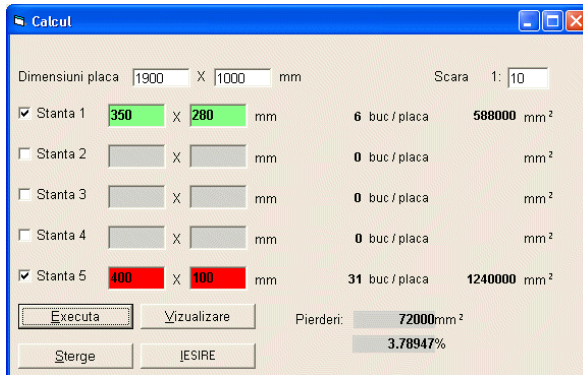 Calcul
Dimensiuni placa 1900 X 1000 mm Scara 1: 10
Stanta 1 350 X 280 mm 6 buc / placa 588000 mm²
Stanta 2 X mm 0 buc / placa mm²
Stanta 3 X mm 0 buc / placa mm²
Stanta 4 X mm 0 buc / placa mm²
Stanta 5 400 X 100 mm 31 buc / placa 1240000 mm²
Executa Vizualizare Pierderi: 72000mm²
3.78947%
Sterge IESIRE